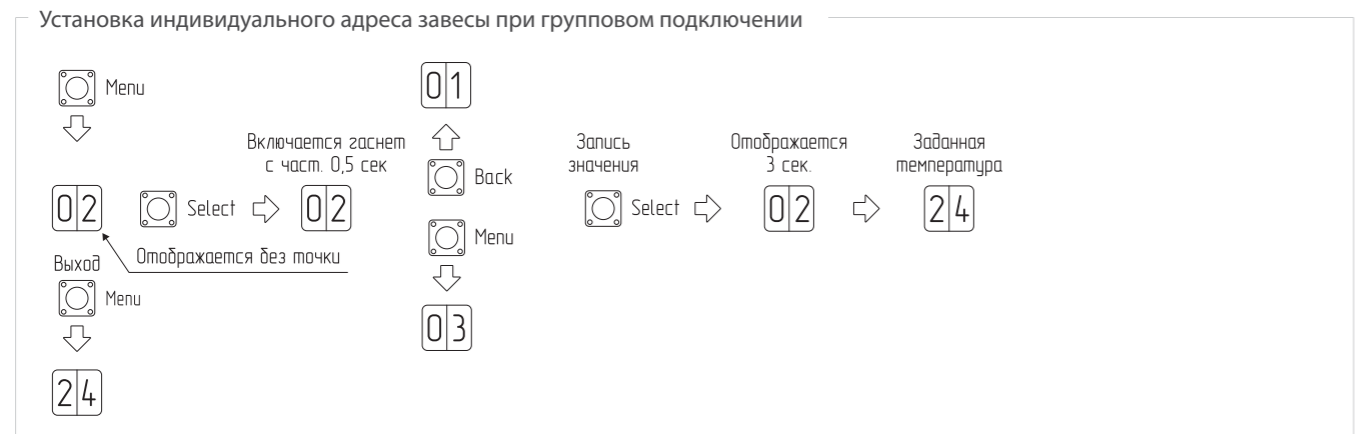 Установка индивидуального адреса завесы при групповом подключении
Menu
01
Включается гаснет
с част. 0,5 сек
Back
Запись
значения
Отображается
3 сек.
Заданная
температура
02
Select
02
Select
02
24
Menu
Отображается без точки
Выход
Menu
03
24